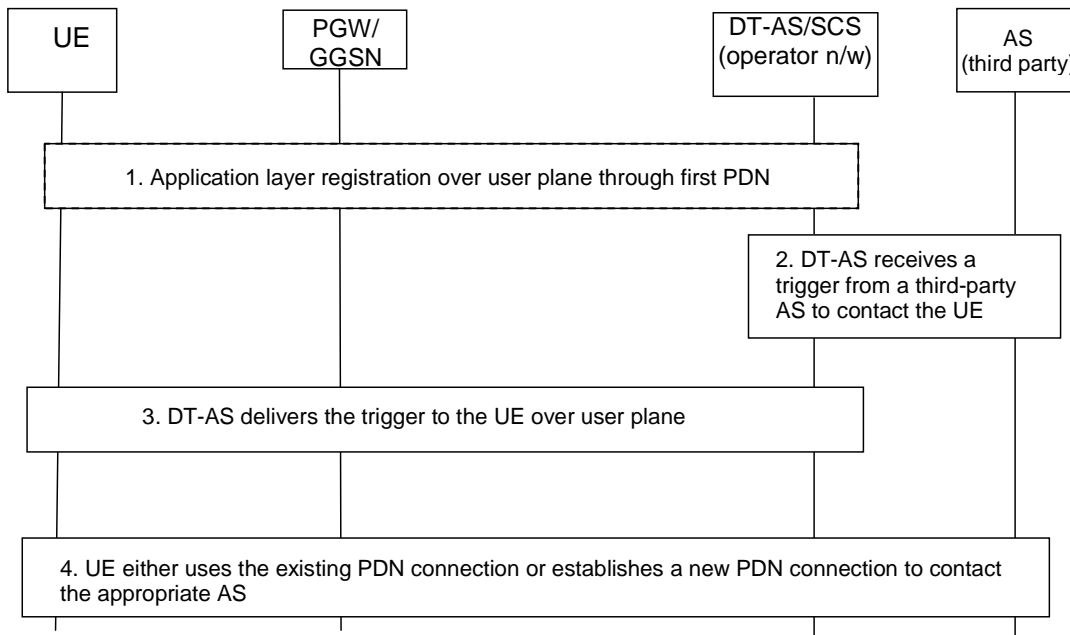 UE
PGW/
GGSN
DT-AS/SCS
(operator n/w)
AS
(third party)
1. Application layer registration over user plane through first PDN
2. DT-AS receives a
trigger from a third-party
AS to contact the UE
3. DT-AS delivers the trigger to the UE over user plane
4. UE either uses the existing PDN connection or establishes a new PDN connection to contact
the appropriate AS